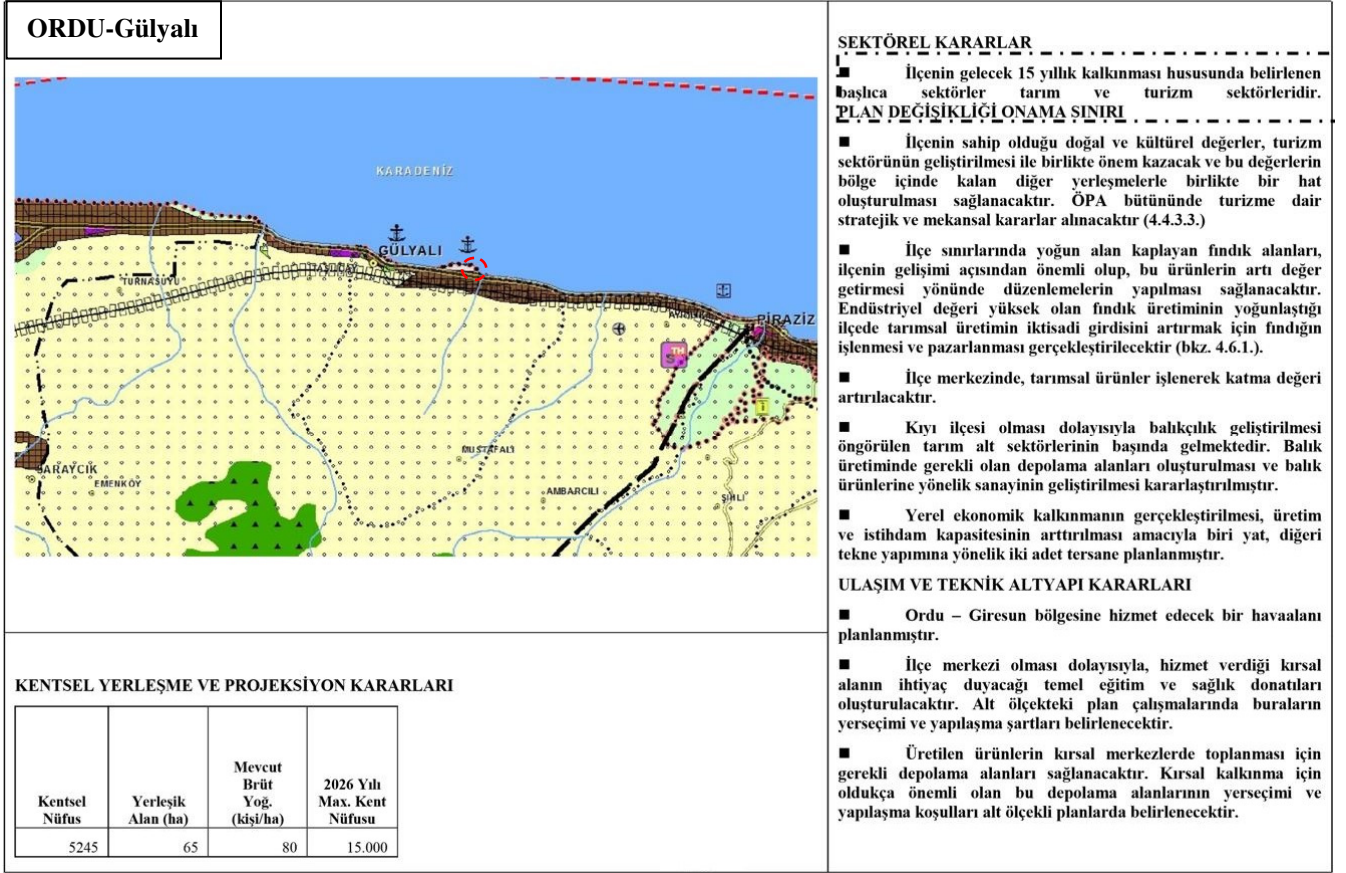 ORDU-Gülyalı
KARADENİZ
GÜLYALI
TURNASUYU
PİRAZİZ
SARAYCIK
EMENKÖY
MUSTAFALI
AMBARCILI
ŞIHLI
TH
S
KENTSEL YERLEŞME VE PROJEKSİYON KARARLARI
Kentsel Nüfus
Yerleşik Alan (ha)
Mevcut Brüt Yoğ. (kişi/ha)
2026 Yılı Max. Kent Nüfusu
5245 65 80 15.000
SEKTÖREL KARARLAR
■ İlçenin gelecek 15 yıllık kalkınması hususunda belirlenen
başlıca sektörler tarım ve turizm sektörleridir.
PLAN DEĞİŞİKLİĞİ ONAMA SINIRI
■ İlçenin sahip olduğu doğal ve kültürel değerler, turizm
sektörünün geliştirilmesi ile birlikte önem kazacak ve bu değerlerin
bölge içinde kalan diğer yerleşmelerle birlikte bir hat
oluşturulması sağlanacaktır. ÖPA bütününde turizme dair
stratejik ve mekansal kararlar alınacaktır (4.4.3.3.)
■ İlçe sınırlarında yoğun alan kaplayan fındık alanları,
ilçenin gelişimi açısından önemli olup, bu ürünlerin artı değer
getirmesi yönünde düzenlemelerin yapılması sağlanacaktır.
Endüstriyel değeri yüksek olan fındık üretiminin yoğunlaştığı
ilçede tarımsal üretimin iktisadi girdisini artırmak için fındığın
işlenmesi ve pazarlanması gerçekleştirilecektir (bkz. 4.6.1.).
■ İlçe merkezinde, tarımsal ürünler işlenerek katma değeri
artırılacaktır.
■ Kıyı ilçesi olması dolayısıyla balıkçılık geliştirilmesi
öngörülen tarım alt sektörlerinin başında gelmektedir. Balık
üretiminde gerekli olan depolama alanları oluşturulması ve balık
ürünlerine yönelik sanayinin geliştirilmesi kararlaştırılmıştır.
■ Yerel ekonomik kalkınmanın gerçekleştirilmesi, üretim
ve istihdam kapasitesinin arttırılması amacıyla biri yat, diğeri
tekne yapımına yönelik iki adet tersane planlanmıştır.
ULAŞIM VE TEKNİK ALTYAPI KARARLARI
■ Ordu – Giresun bölgesine hizmet edecek bir havaalanı
planlanmıştır.
■ İlçe merkezi olması dolayısıyla, hizmet verdiği kırsal
alanın ihtiyaç duyacağı temel eğitim ve sağlık donatıları
oluşturulacaktır. Alt ölçekteki plan çalışmalarında buraların
yerseçimi ve yapılaşma şartları belirlenecektir.
■ Üretilen ürünlerin kırsal merkezlerde toplanması için
gerekli depolama alanları sağlanacaktır. Kırsal kalkınma için
oldukça önemli olan bu depolama alanlarının yerseçimi ve
yapılaşma koşulları alt ölçekli planlarda belirlenecektir.